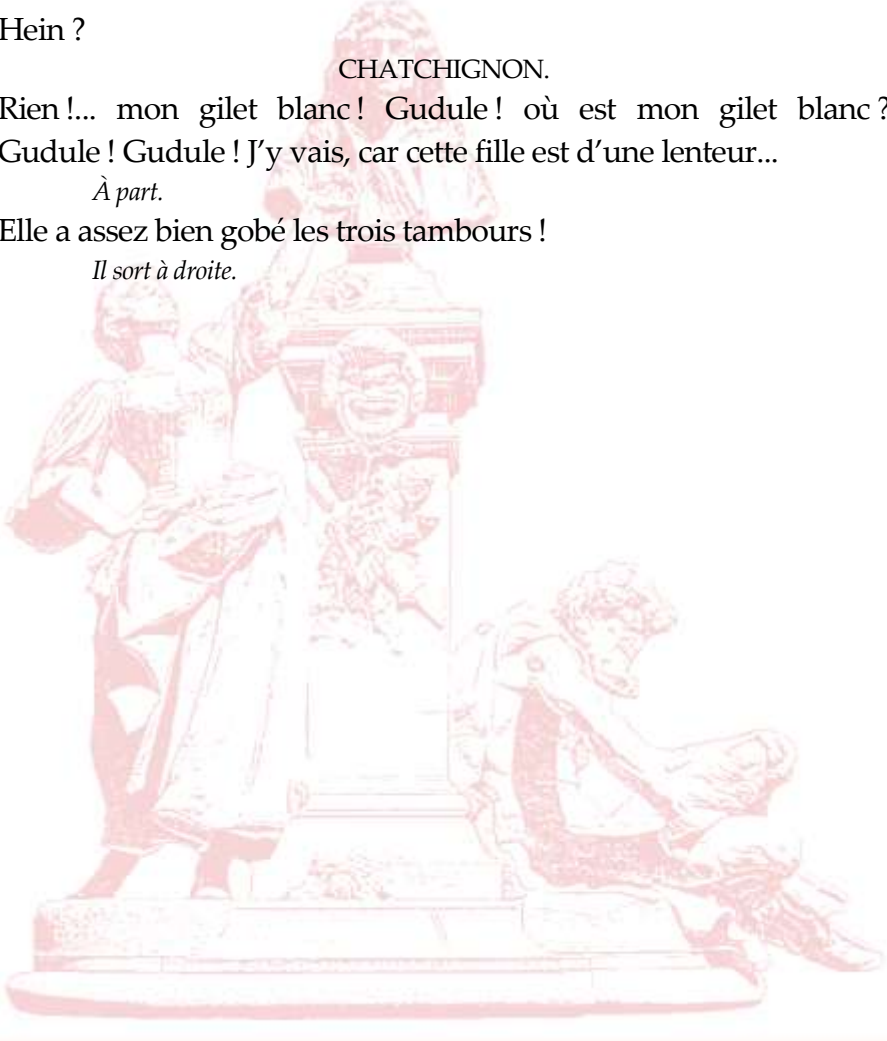 Hein ?
CHATCHIGNON.
Rien !... mon gilet blanc ! Gudule ! où est mon gilet blanc ?
Gudule ! Gudule ! J’y vais, car cette fille est d’une lenteur...
À part.
Elle a assez bien gobé les trois tambours !
Il sort à droite.